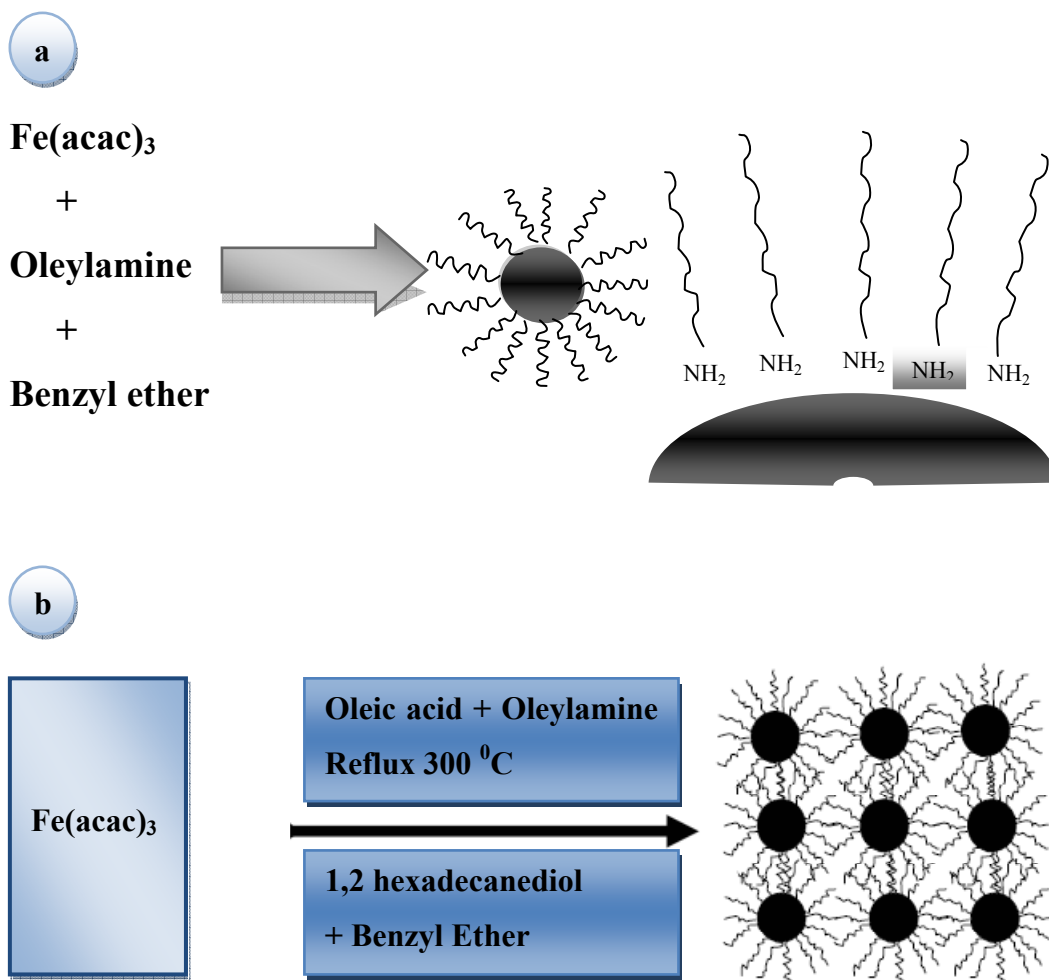 a
Fe(acac)₃
+
Oleylamine
+
Benzyl ether
NH₂
NH₂
NH₂
NH₂
NH₂
b
Fe(acac)₃
Oleic acid + Oleylamine
Reflux 300 ⁰C
1,2 hexadecanediol
+ Benzyl Ether